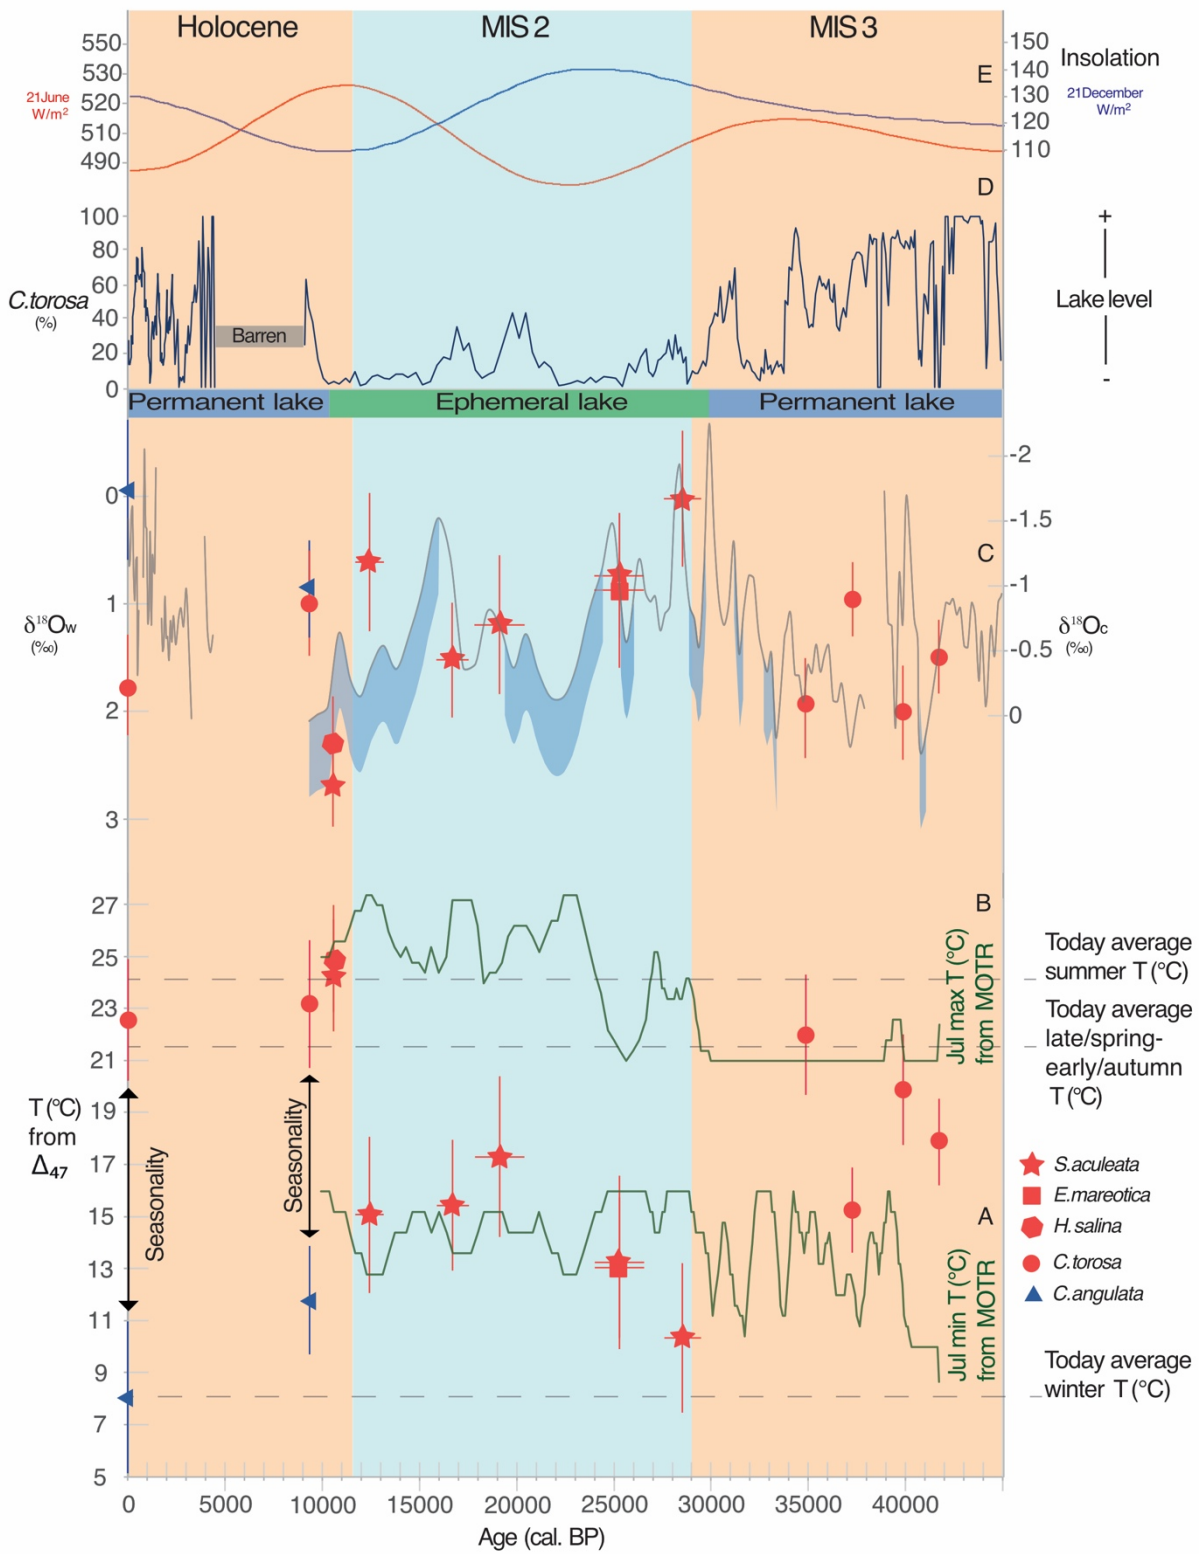 Holocene
MIS 2
MIS 3
550
530
520
510
490
21June
W/m²
E
150
140
130
120
110
Insolation
21December
W/m²
D
100
80
60
40
20
0
C.torosa
(%)
Barren
+
Lake level
-
Permanent lake
Ephemeral lake
Permanent lake
0
1
2
3
δ¹⁸Ow
(‰)
C
-2
-1.5
-1
-0.5
0
δ¹⁸Oc
(‰)
27
25
23
21
19
17
15
13
11
9
7
5
T (°C)
from
Δ47
Seasonality
Seasonality
B
Jul max T (°C)
from MOTR
A
Jul min T (°C)
from MOTR
Today average
summer T (°C)
Today average
late/spring-
early/autumn
T (°C)
S.aculeata
E.mareotica
H.salina
C.torosa
C.angulata
Today average
winter T (°C)
0
5000
10000
15000
20000
25000
30000
35000
40000
Age (cal. BP)